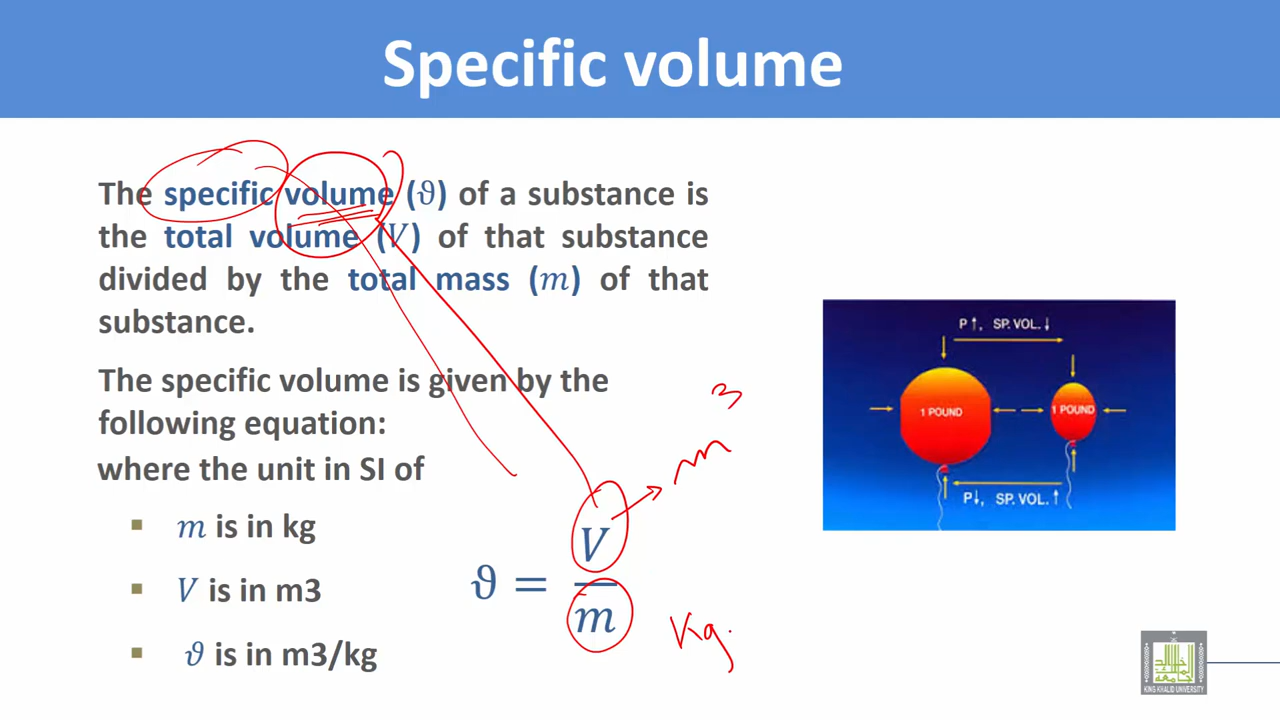 Specific volume
The specific volume (ϑ) of a substance is
the total volume (V) of that substance
divided by the total mass (m) of that
substance.
The specific volume is given by the
following equation:
where the unit in SI of
▪ m is in kg
▪ V is in m3
▪ ϑ is in m3/kg
ϑ = V/m
m 3
Kg.
P↑, SP. VOL.↓
1 POUND
1 POUND
P↓, SP. VOL.↑
KING KHALID UNIVERSITY